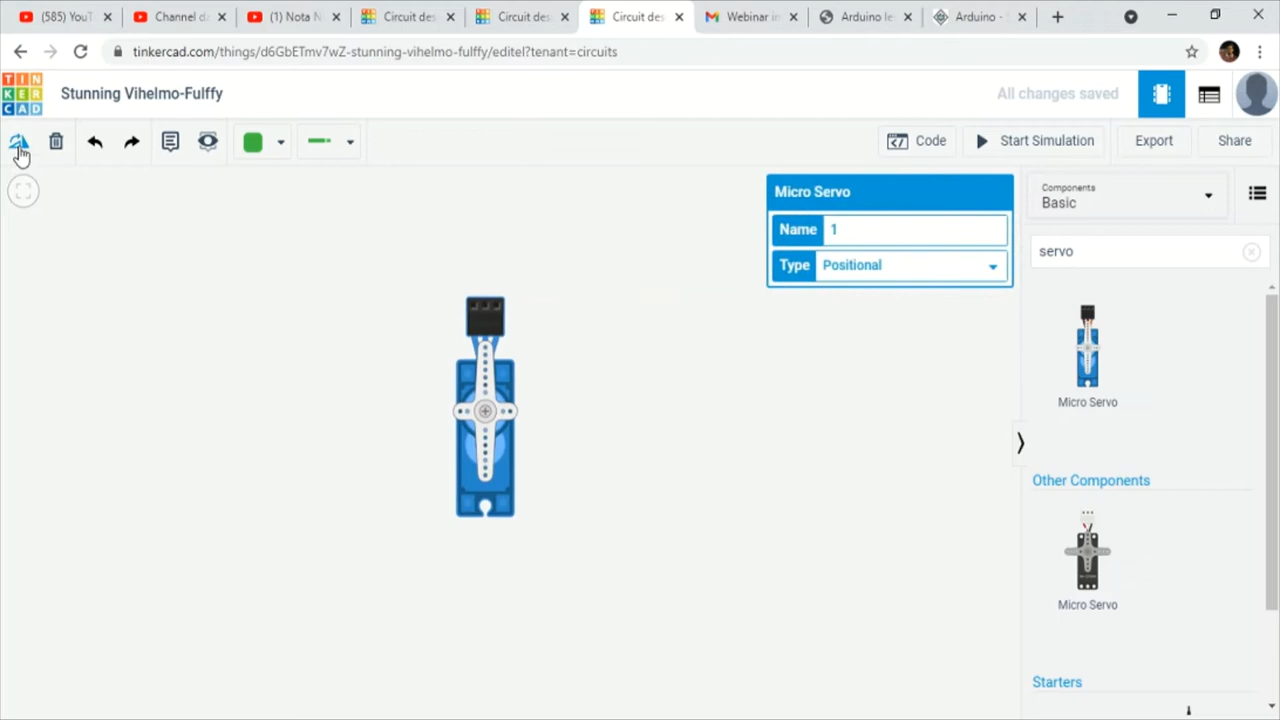 (585) YouT
Channel da
(1) Nota N
Circuit des
Circuit des
Circuit des
Webinar in
Arduino le
Arduino - S
tinkercad.com/things/d6GbETmv7wZ-stunning-vihelmo-fulffy/editel?tenant=circuits
TIN
KER
CAD
Stunning Vihelmo-Fulffy
All changes saved
Code
Start Simulation
Export
Share
Micro Servo
Name 1
Type Positional
Components
Basic
servo
Micro Servo
Other Components
Micro Servo
Starters